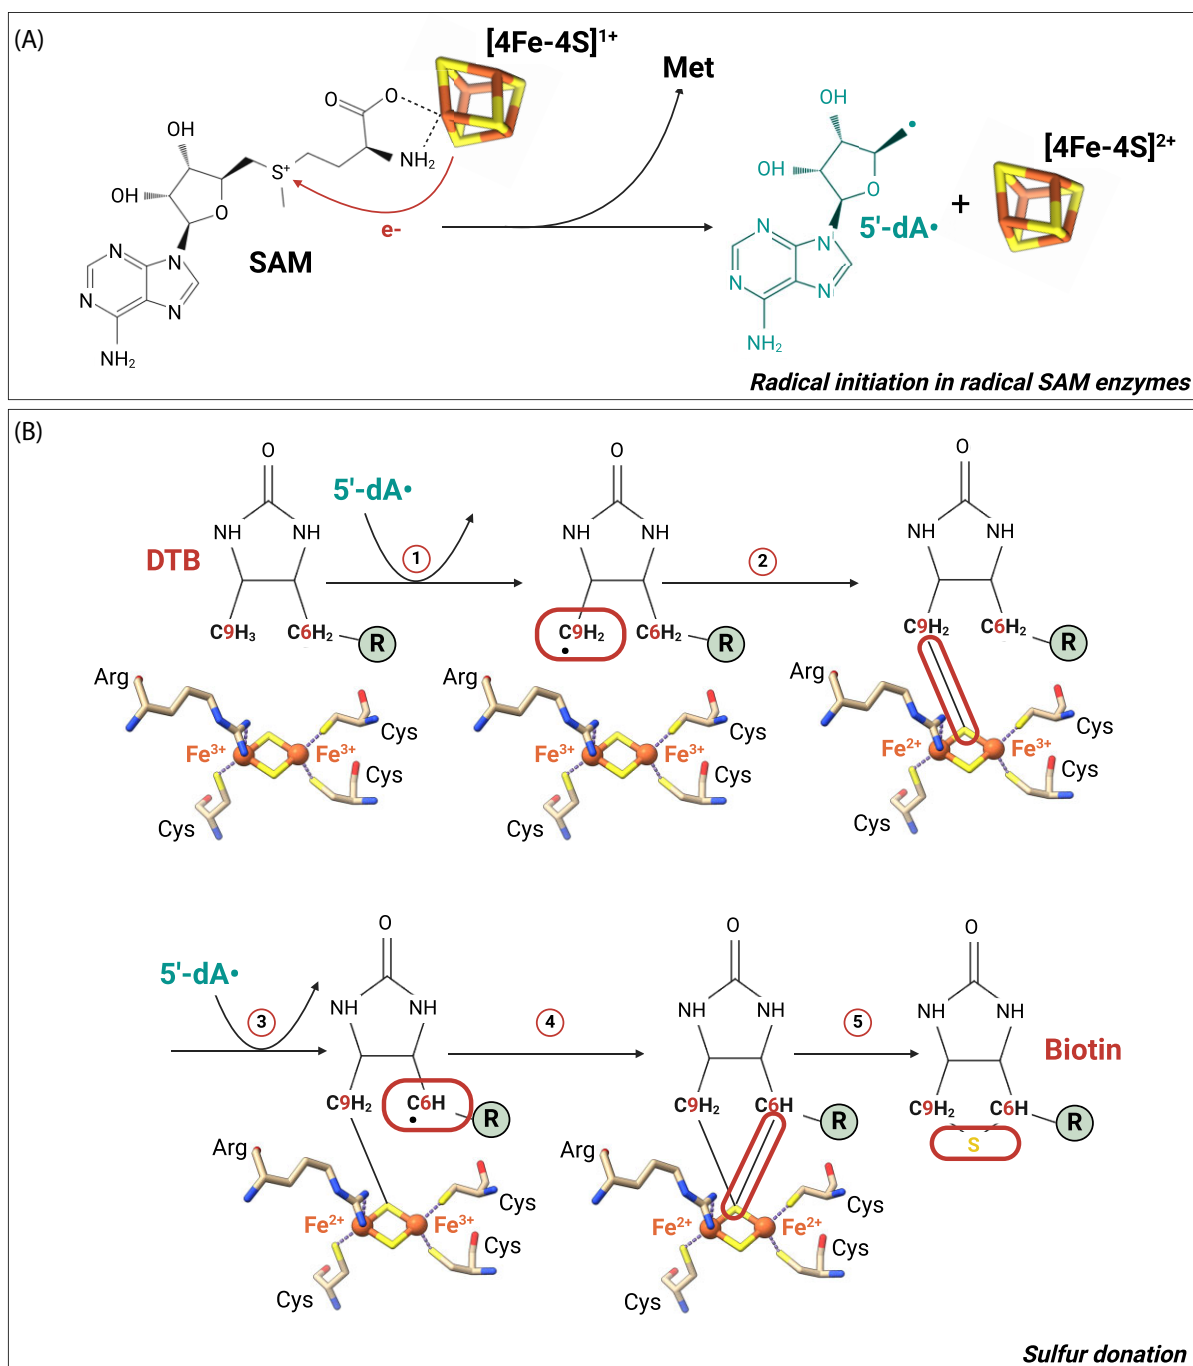 (A)
[4Fe-4S]1+
Met
O
O
OH
NH2
S+
OH
O
e-
SAM
N
N
N
N
NH2
OH
OH
O
5'-dA•
+
[4Fe-4S]2+
N
N
N
N
NH2
Radical initiation in radical SAM enzymes
(B)
O
NH
NH
DTB
C9H3
C6H2
R
5'-dA•
1
O
NH
NH
C9H2
•
C6H2
R
2
O
NH
NH
C9H2
C6H2
R
Arg
Fe3+
Fe3+
Cys
Cys
Cys
Arg
Fe3+
Fe3+
Cys
Cys
Cys
Arg
Fe2+
Fe3+
Cys
Cys
Cys
5'-dA•
3
O
NH
NH
C9H2
C6H
•
R
4
O
NH
NH
C9H2
C6H
R
5
O
NH
NH
Biotin
C9H2
C6H
R
S
Arg
Fe2+
Fe3+
Cys
Cys
Cys
Arg
Fe2+
Fe2+
Cys
Cys
Cys
Sulfur donation